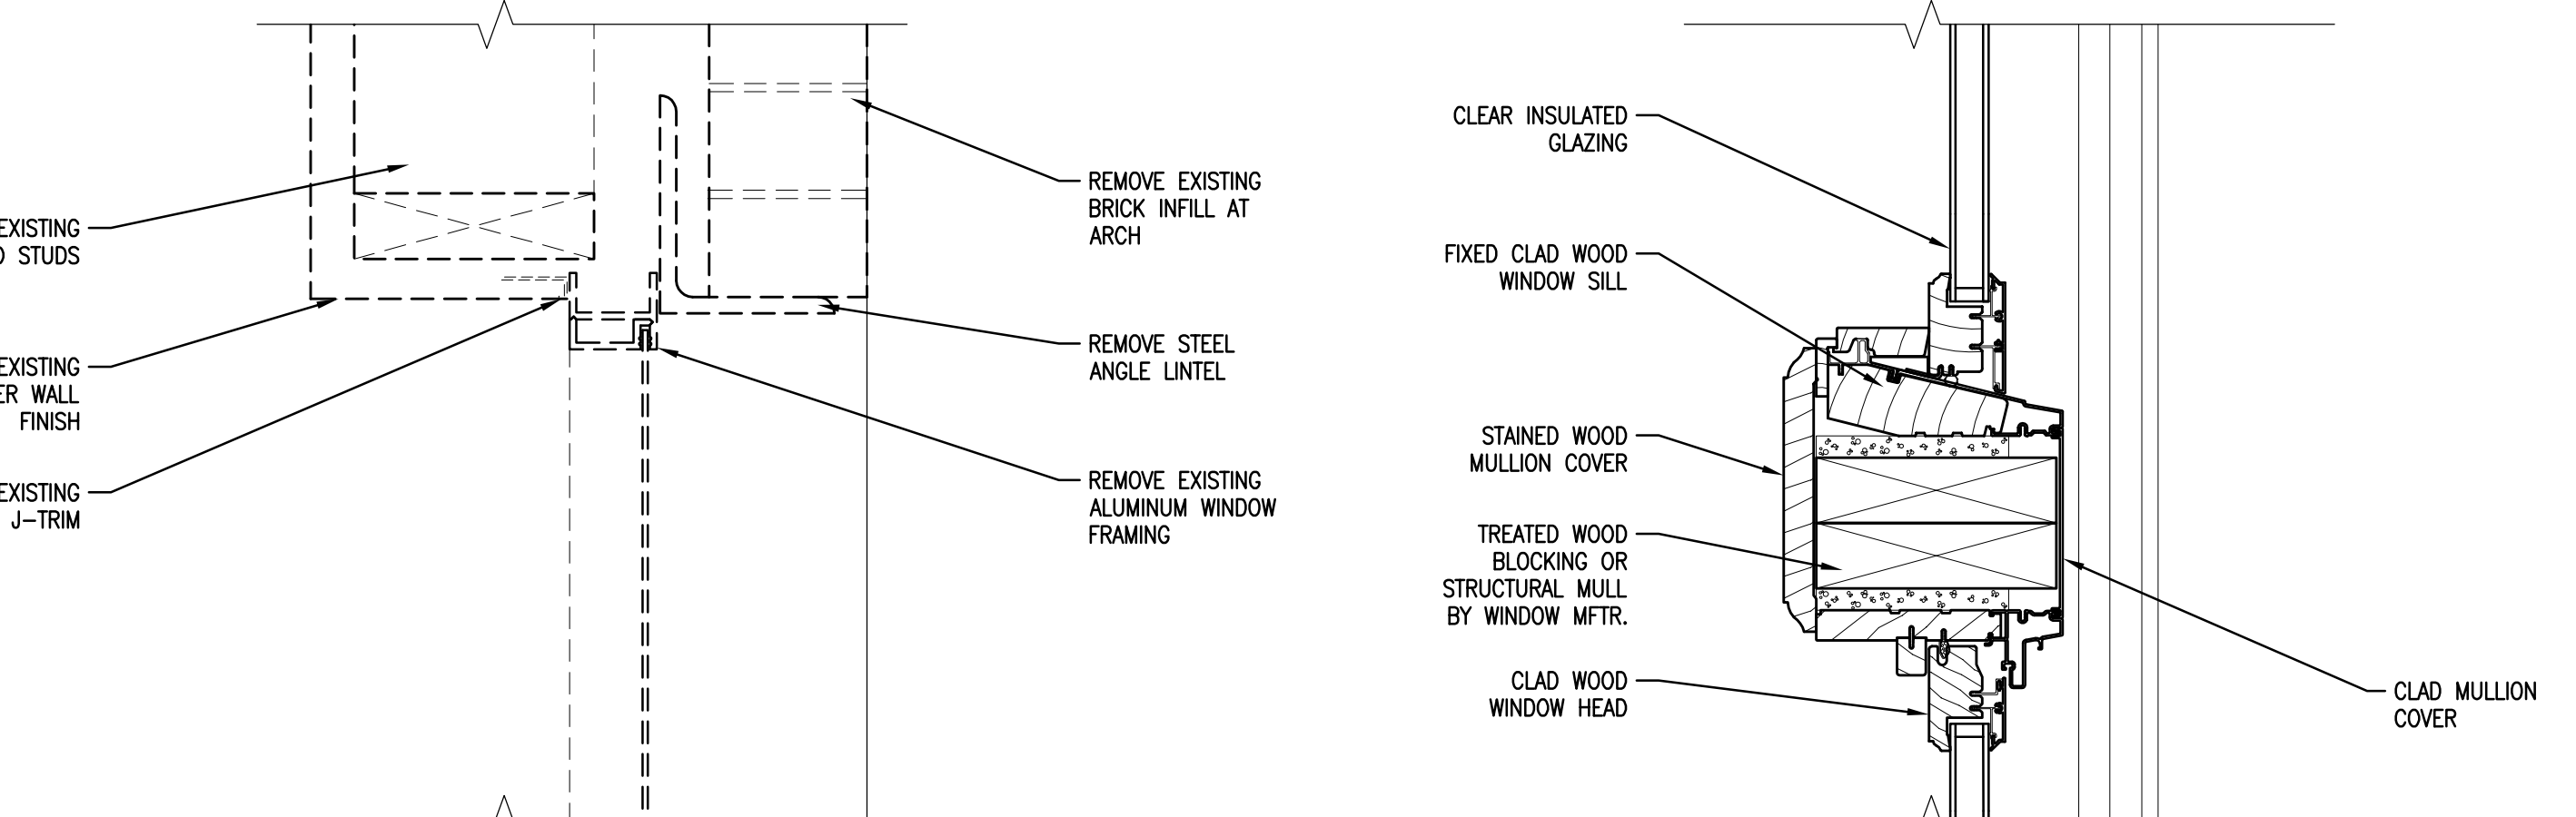 EXISTING
STUDS
EXISTING
WALL
FINISH
EXISTING
J-TRIM
REMOVE EXISTING
BRICK INFILL AT
ARCH
REMOVE STEEL
ANGLE LINTEL
REMOVE EXISTING
ALUMINUM WINDOW
FRAMING
CLEAR INSULATED
GLAZING
FIXED CLAD WOOD
WINDOW SILL
STAINED WOOD
MULLION COVER
TREATED WOOD
BLOCKING OR
STRUCTURAL MULL
BY WINDOW MFTR.
CLAD WOOD
WINDOW HEAD
CLAD MULLION
COVER